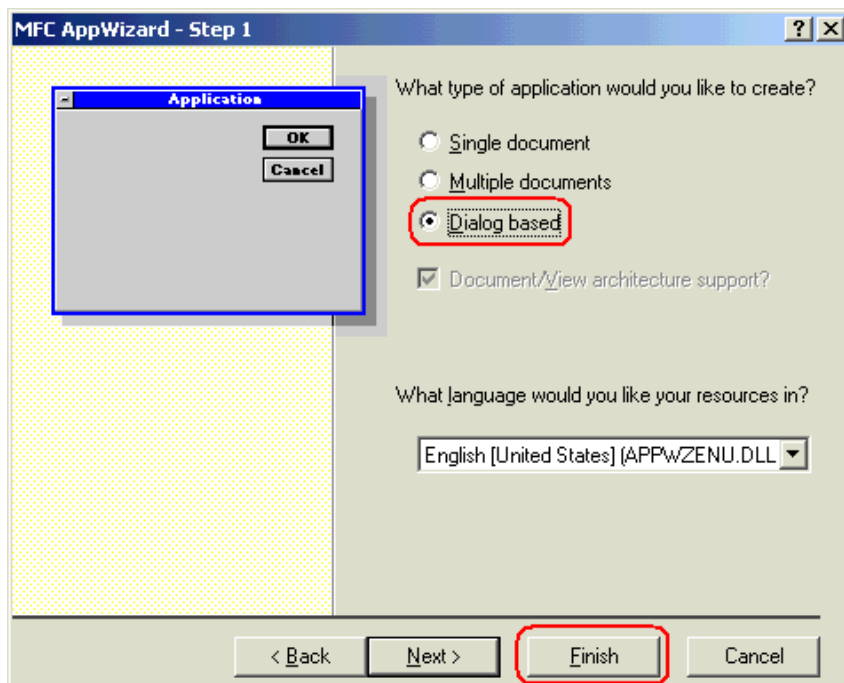 MFC AppWizard - Step 1
Application
OK
Cancel
What type of application would you like to create?
Single document
Multiple documents
Dialog based
Document/View architecture support?
What language would you like your resources in?
English [United States] (APPWZENU.DLL
< Back
Next >
Finish
Cancel